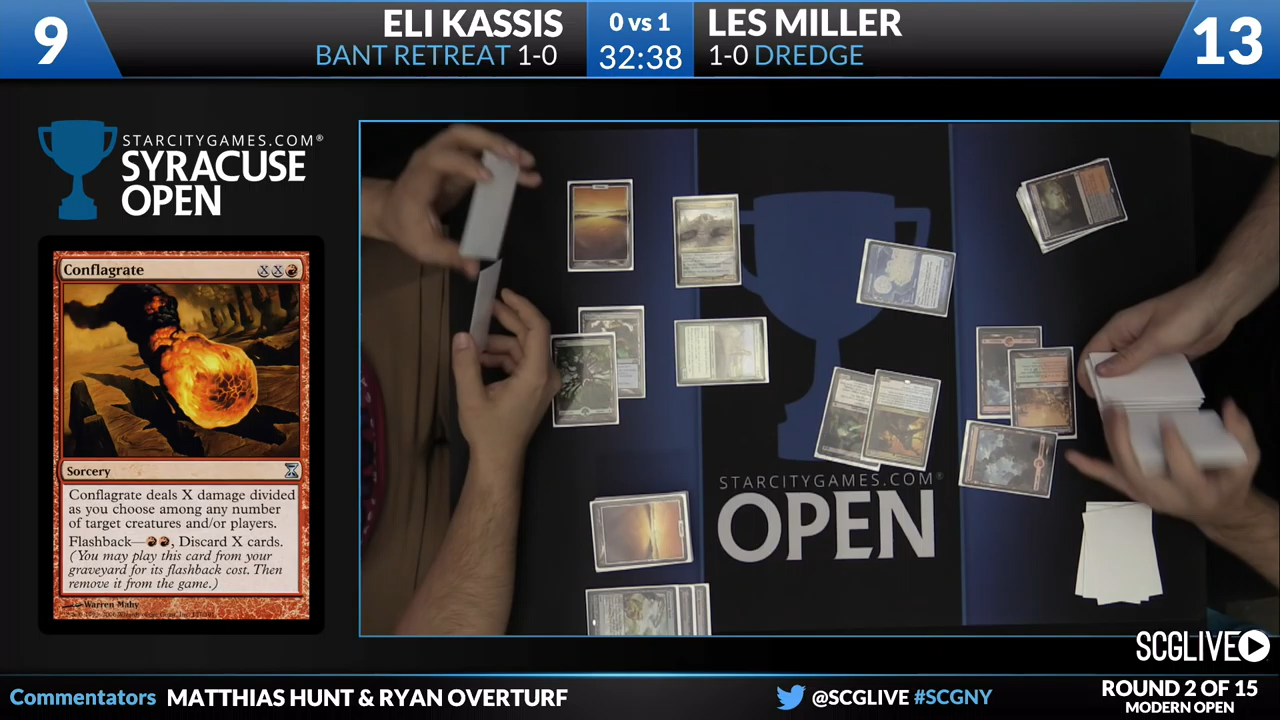 9
ELI KASSIS
BANT RETREAT 1-0
0 vs 1
32:38
LES MILLER
1-0 DREDGE
13
STARCITYGAMES.COM®
SYRACUSE
OPEN
Conflagrate XXR
Sorcery
Conflagrate deals X damage divided
as you choose among any number
of target creatures and/or players.
Flashback—RR, Discard X cards.
(You may play this card from your
graveyard for its flashback cost. Then
remove it from the game.)
Warren Mahy
STARCITYGAMES.COM®
OPEN
SCGLIVE
Commentators MATTHIAS HUNT & RYAN OVERTURF
@SCGLIVE #SCGNY
ROUND 2 OF 15
MODERN OPEN